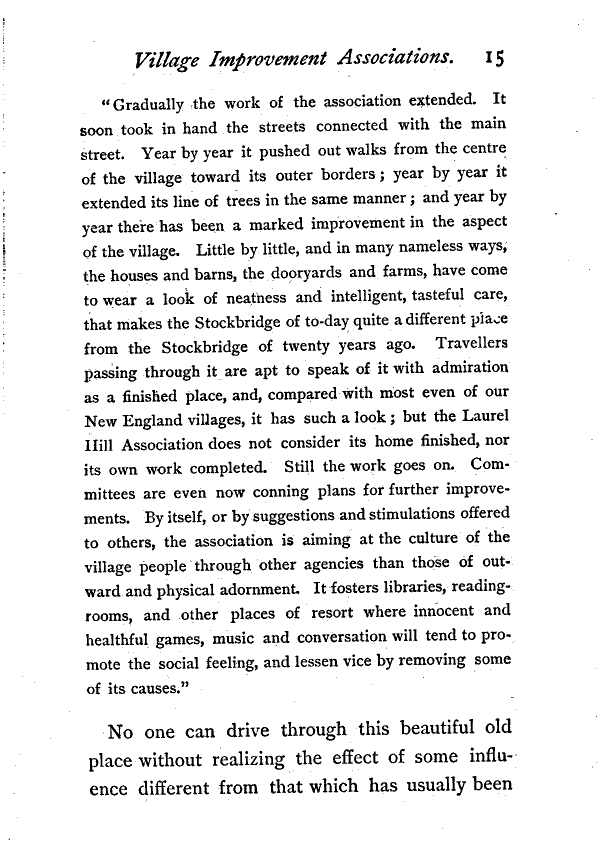 Village Improvement Associations. 15
"Gradually the work of the association extended. It
soon took in hand the streets connected with the main
street. Year by year it pushed out walks from the centre
of the village toward its outer borders; year by year it
extended its line of trees in the same manner; and year by
year there has been a marked improvement in the aspect
of the village. Little by little, and in many nameless ways,
the houses and barns, the dooryards and farms, have come
to wear a look of neatness and intelligent, tasteful care,
that makes the Stockbridge of to-day quite a different place
from the Stockbridge of twenty years ago. Travellers
passing through it are apt to speak of it with admiration
as a finished place, and, compared with most even of our
New England villages, it has such a look; but the Laurel
Hill Association does not consider its home finished, nor
its own work completed. Still the work goes on. Com-
mittees are even now conning plans for further improve-
ments. By itself, or by suggestions and stimulations offered
to others, the association is aiming at the culture of the
village people through other agencies than those of out-
ward and physical adornment. It fosters libraries, reading-
rooms, and other places of resort where innocent and
healthful games, music and conversation will tend to pro-
mote the social feeling, and lessen vice by removing some
of its causes."
No one can drive through this beautiful old
place without realizing the effect of some influ-
ence different from that which has usually been